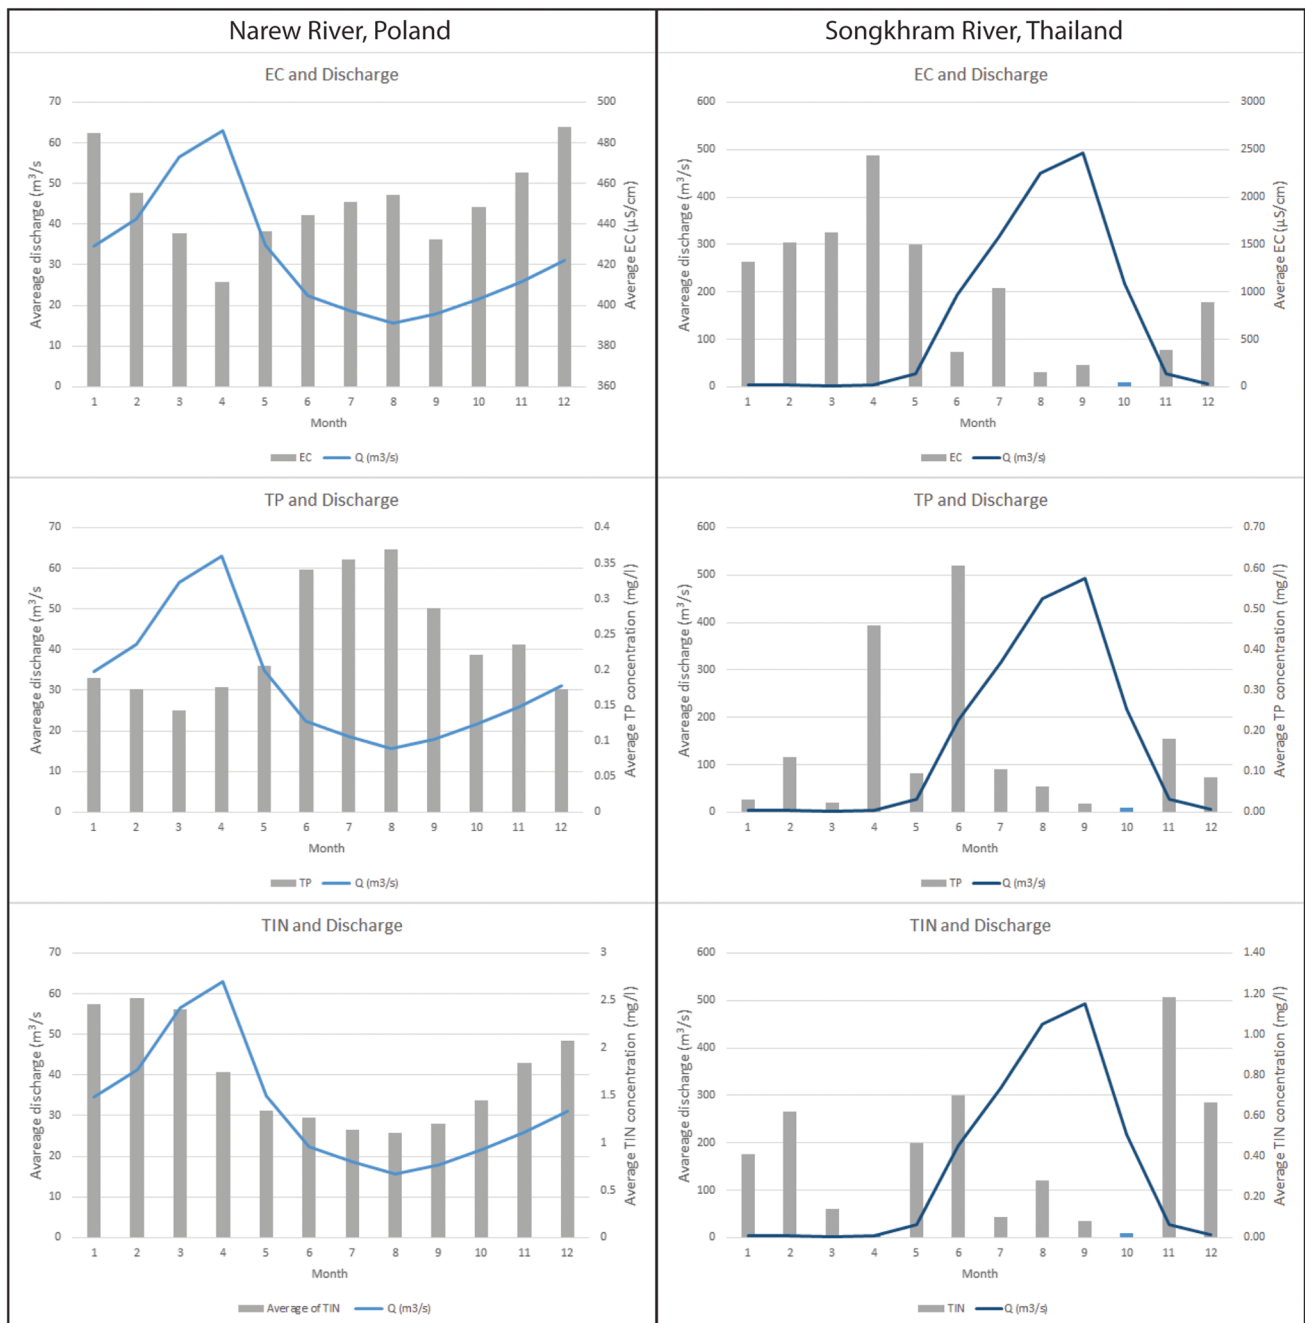 Narew River, Poland
Songkhram River, Thailand
EC and Discharge
70
60
50
40
30
20
10
0
500
480
460
440
420
400
380
360
Avareage discharge (m³/s
Average EC (µS/cm)
1 2 3 4 5 6 7 8 9 10 11 12
Month
EC Q (m3/s)
EC and Discharge
600
500
400
300
200
100
0
3000
2500
2000
1500
1000
500
0
Avareage discharge (m³/s)
Average EC (µS/cm)
1 2 3 4 5 6 7 8 9 10 11 12
Month
EC Q (m3/s)
TP and Discharge
70
60
50
40
30
20
10
0
0.4
0.35
0.3
0.25
0.2
0.15
0.1
0.05
0
Avareage discharge (m³/s
Average TP concentration (mg/l)
1 2 3 4 5 6 7 8 9 10 11 12
Month
TP Q (m3/s)
TP and Discharge
600
500
400
300
200
100
0
0.70
0.60
0.50
0.40
0.30
0.20
0.10
0.00
Avareage discharge (m³/s)
Average TP concentration (mg/l)
1 2 3 4 5 6 7 8 9 10 11 12
Month
TP Q (m3/s)
TIN and Discharge
70
60
50
40
30
20
10
0
3
2.5
2
1.5
1
0.5
0
Avareage discharge (m³/s
Average TIN concentration (mg/l)
1 2 3 4 5 6 7 8 9 10 11 12
Month
Average of TIN Q (m3/s)
TIN and Discharge
600
500
400
300
200
100
0
1.40
1.20
1.00
0.80
0.60
0.40
0.20
0.00
Avareage discharge (m³/s)
Average TIN concentration (mg/l)
1 2 3 4 5 6 7 8 9 10 11 12
Month
TIN Q (m3/s)